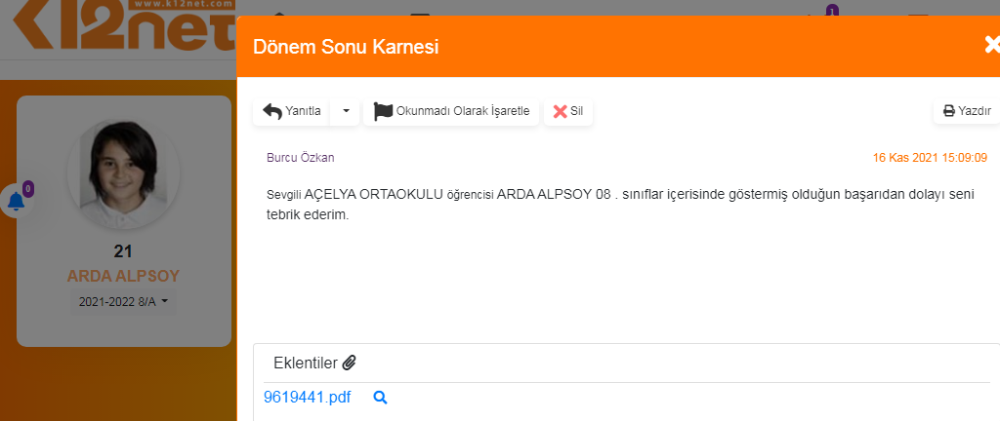 www.k12net.com
K12net
1
Dönem Sonu Karnesi
Yanıtla
Okunmadı Olarak İşaretle
Sil
Yazdır
Burcu Özkan
16 Kas 2021 15:09:09
Sevgili AÇELYA ORTAOKULU öğrencisi ARDA ALPSOY 08 . sınıflar içerisinde göstermiş olduğun başarıdan dolayı seni
tebrik ederim.
0
21
ARDA ALPSOY
2021-2022 8/A
Eklentiler
9619441.pdf